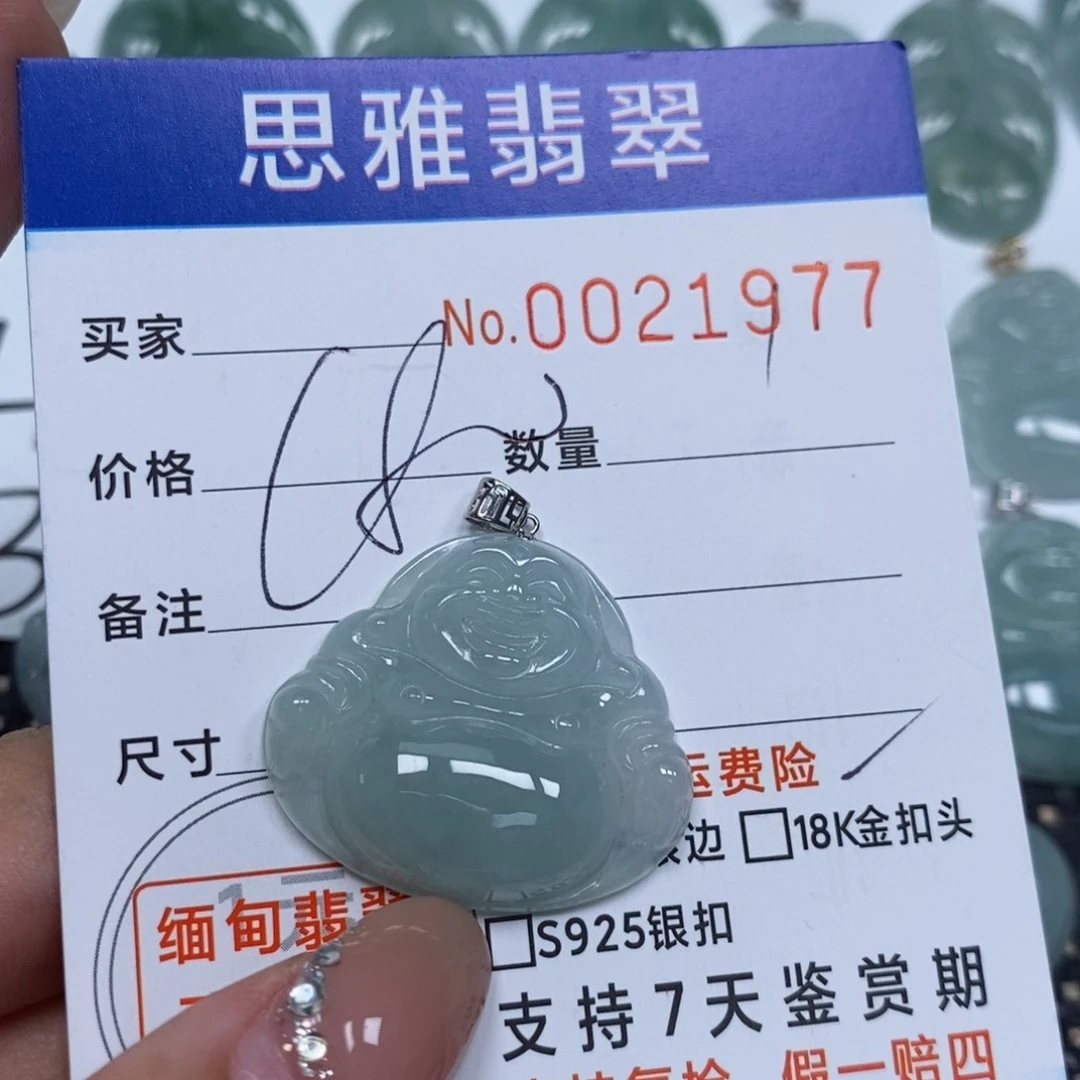 思雅翡翠
买家 No.0021977
价格 数量
备注
尺寸
运费险
边 18K金扣头
缅甸翡翠
S925银扣
支持7天鉴赏期
假一赔四